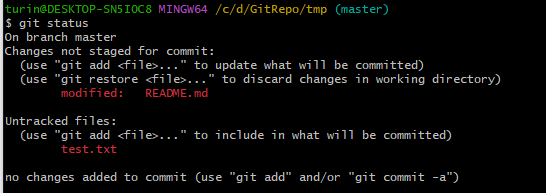 turin@DESKTOP-SN5IOC8 MINGW64 /c/d/GitRepo/tmp (master)
$ git status
On branch master
Changes not staged for commit:
  (use "git add <file>..." to update what will be committed)
  (use "git restore <file>..." to discard changes in working directory)
        modified:   README.md

Untracked files:
  (use "git add <file>..." to include in what will be committed)
        test.txt

no changes added to commit (use "git add" and/or "git commit -a")